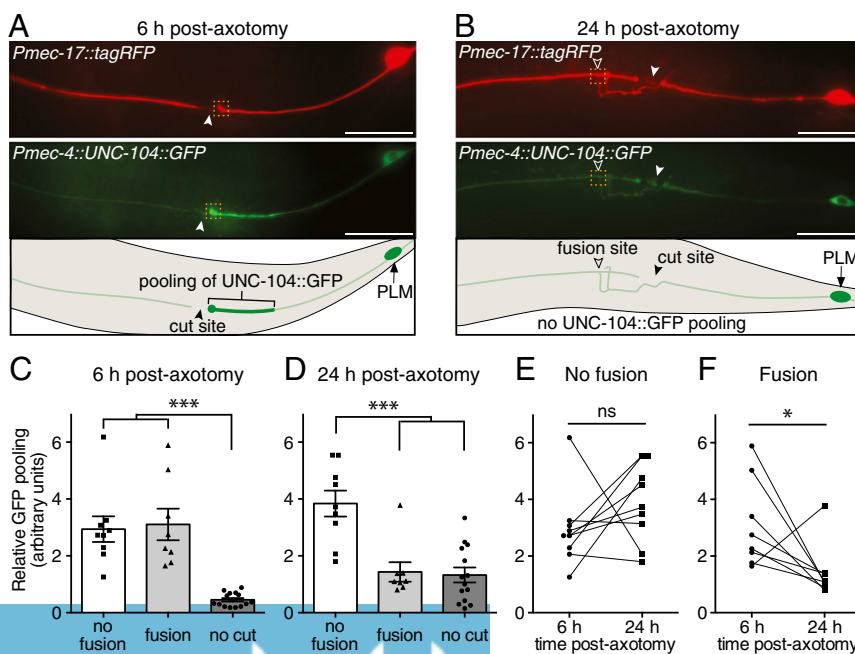 A
6 h post-axotomy
Pmec-17::tagRFP
Pmec-4::UNC-104::GFP
pooling of UNC-104::GFP
PLM
cut site
B
24 h post-axotomy
Pmec-17::tagRFP
Pmec-4::UNC-104::GFP
fusion site
cut site
PLM
no UNC-104::GFP pooling
C
6 h post-axotomy
***
Relative GFP pooling
(arbitrary units)
6
4
2
0
no fusion
fusion
no cut
D
24 h post-axotomy
***
6
4
2
0
no fusion
fusion
no cut
E
No fusion
ns
6
4
2
0
6 h
24 h
time post-axotomy
F
Fusion
*
6
4
2
0
6 h
24 h
time post-axotomy